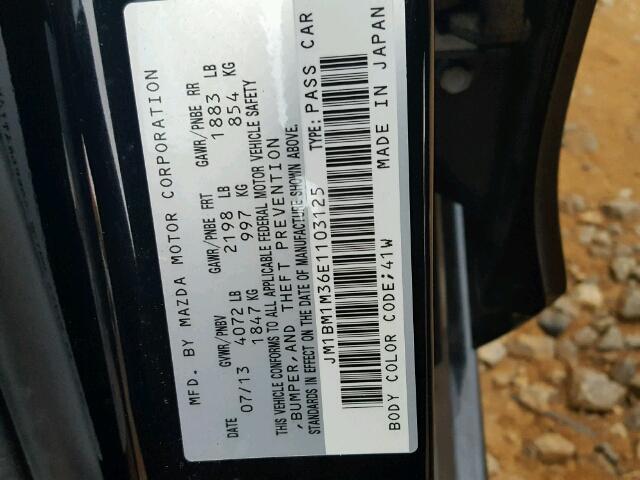 MFD. BY MAZDA MOTOR CORPORATION
GVWR/PNBV GAWR/PNBE FRT GAWR/PNBE RR
DATE 4072 LB 2198 LB 1883 LB
07/13 1847 KG 997 KG 854 KG
THIS VEHICLE CONFORMS TO ALL APPLICABLE FEDERAL MOTOR VEHICLE SAFETY
,BUMPER,AND THEFT PREVENTION
STANDARDS IN EFFECT ON THE DATE OF MANUFACTURE SHOWN ABOVE.
JM1BM1M36E1103125 TYPE: PASS CAR
BODY COLOR CODE;41W MADE IN JAPAN